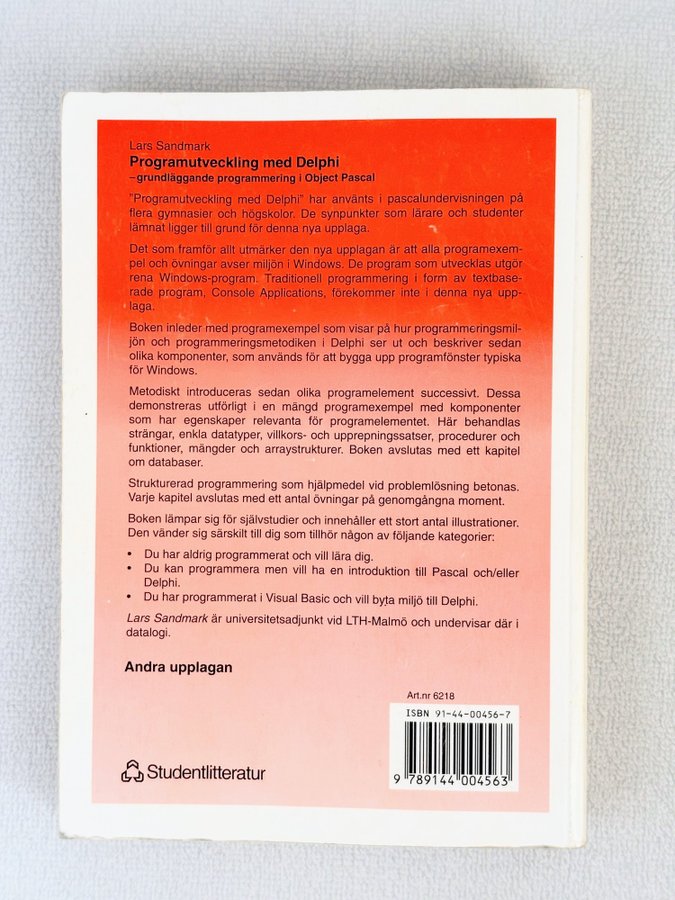 Lars Sandmark
Programutveckling med Delphi
–grundläggande programmering i Object Pascal
"Programutveckling med Delphi" har använts i pascalundervisningen på
flera gymnasier och högskolor. De synpunkter som lärare och studenter
lämnat ligger till grund för denna nya upplaga.
Det som framför allt utmärker den nya upplagan är att alla programexem-
pel och övningar avser miljön i Windows. De program som utvecklas utgör
rena Windows-program. Traditionell programmering i form av textbase-
rade program, Console Applications, förekommer inte i denna nya upp-
laga.
Boken inleder med programexempel som visar på hur programmeringsmil-
jön och programmeringsmetodiken i Delphi ser ut och beskriver sedan
olika komponenter, som används för att bygga upp programfönster typiska
för Windows.
Metodiskt introduceras sedan olika programelement successivt. Dessa
demonstreras utförligt i en mängd programexempel med komponenter
som har egenskaper relevanta för programelementet. Här behandlas
strängar, enkla datatyper, villkors- och upprepningssatser, procedurer och
funktioner, mängder och arraystrukturer. Boken avslutas med ett kapitel
om databaser.
Strukturerad programmering som hjälpmedel vid problemlösning betonas.
Varje kapitel avslutas med ett antal övningar på genomgångna moment.
Boken lämpar sig för självstudier och innehåller ett stort antal illustrationer.
Den vänder sig särskilt till dig som tillhör någon av följande kategorier:
• Du har aldrig programmerat och vill lära dig.
• Du kan programmera men vill ha en introduktion till Pascal och/eller
Delphi.
• Du har programmerat i Visual Basic och vill byta miljö till Delphi.
Lars Sandmark är universitetsadjunkt vid LTH-Malmö och undervisar där i
datalogi.
Andra upplagan
Art.nr 6218
ISBN 91-44-00456-7
9 789144 004563
Studentlitteratur